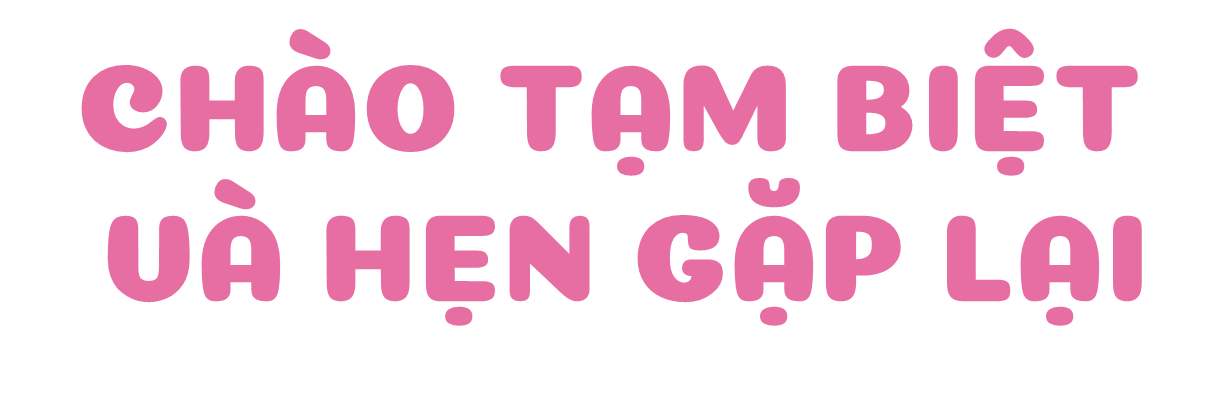 CHÀO TẠM BIỆT
VÀ HẸN GẶP LẠI